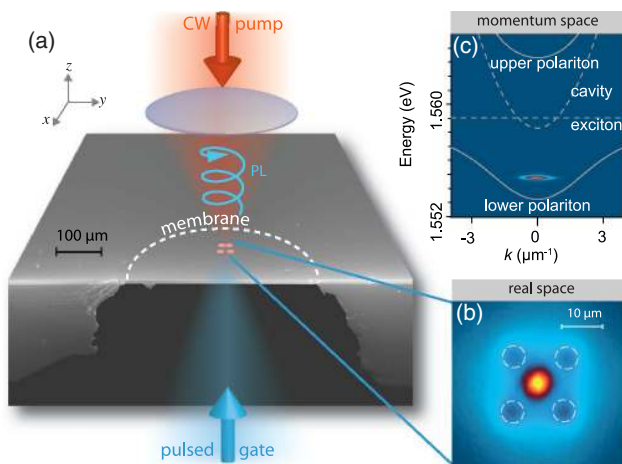 (a)
CW pump
z
y
x
PL
membrane
100 μm
pulsed gate
momentum space
(c)
upper polariton
cavity
exciton
lower polariton
Energy (eV)
1.560
1.552
-3 0 3
k (μm⁻¹)
real space
(b)
10 μm